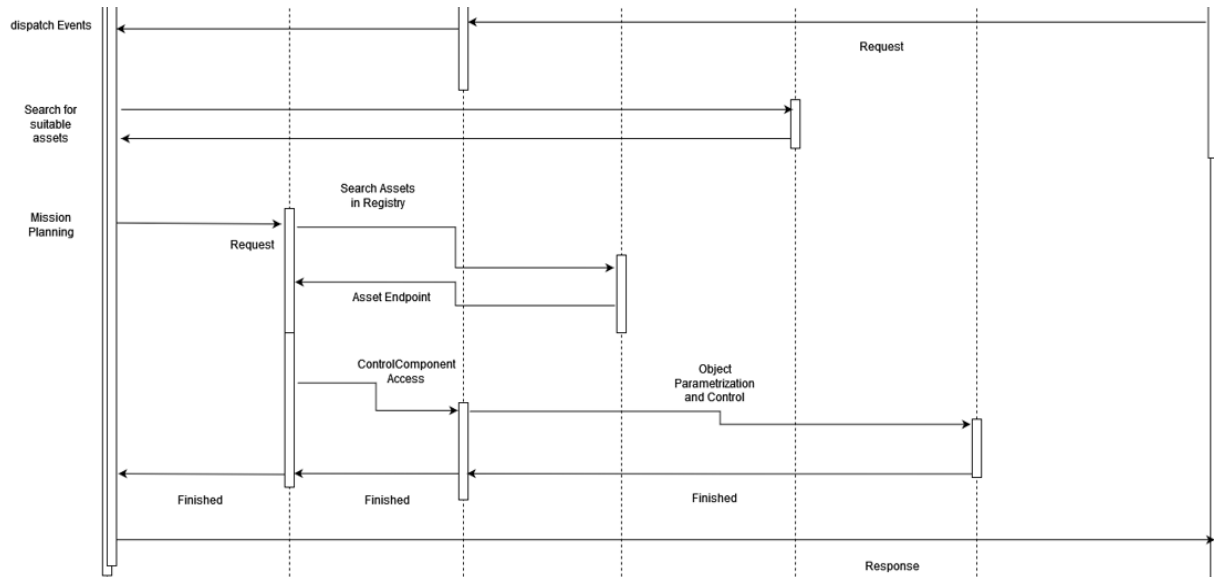 dispatch Events
Request
Search for
suitable
assets
Search Assets
in Registry
Mission
Planning
Request
Asset Endpoint
ControlComponent
Access
Object
Parametrization
and Control
Finished
Finished
Finished
Response